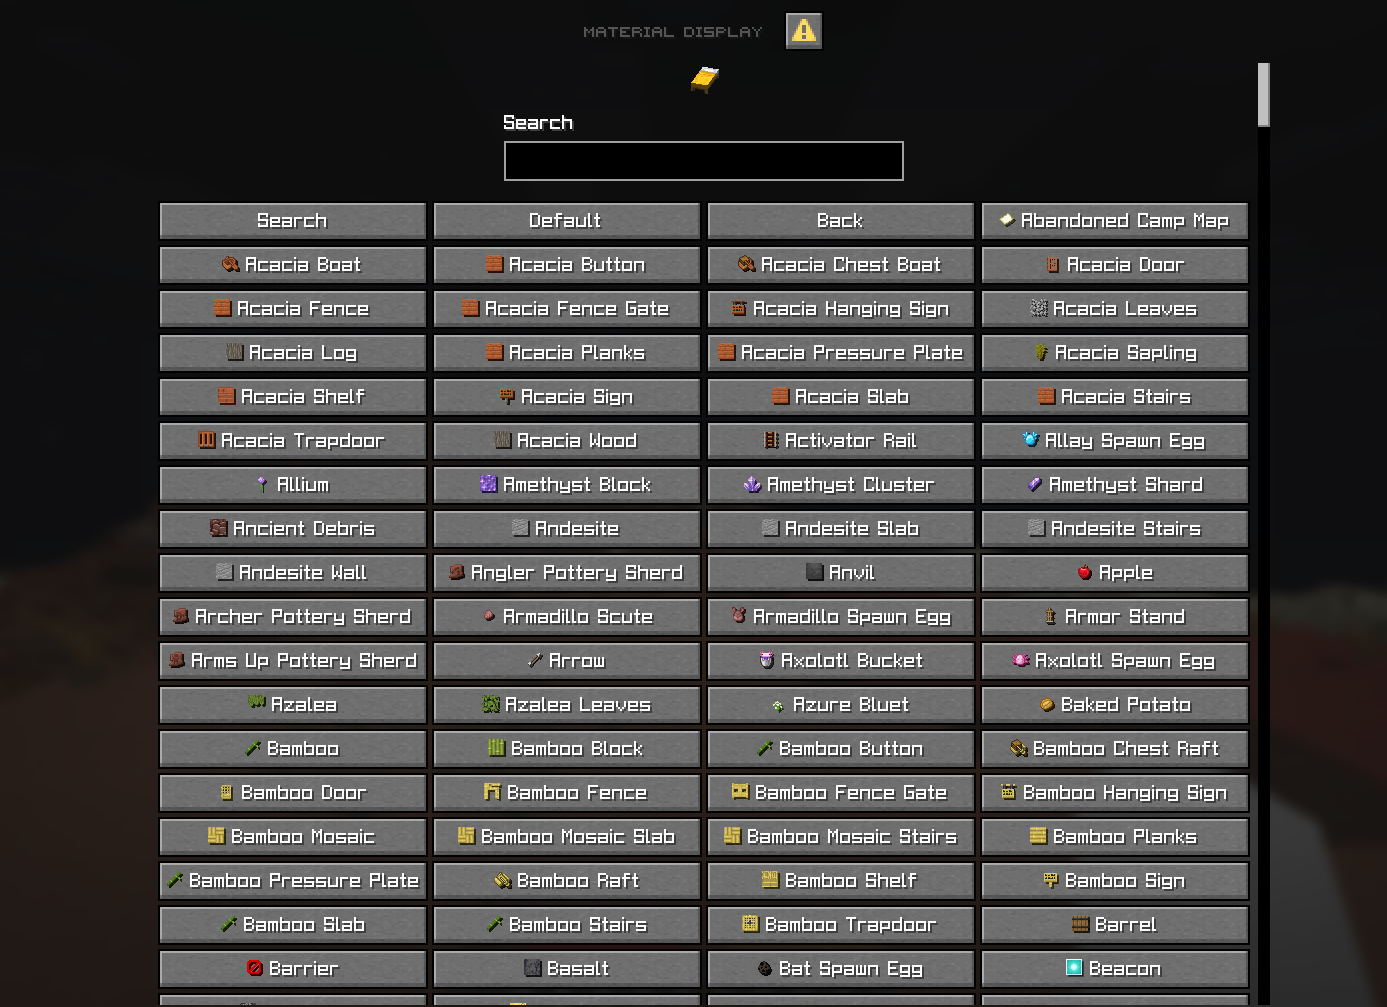 MATERIAL DISPLAY
Search
Search
Default
Back
Abandoned Camp Map
Acacia Boat
Acacia Button
Acacia Chest Boat
Acacia Door
Acacia Fence
Acacia Fence Gate
Acacia Hanging Sign
Acacia Leaves
Acacia Log
Acacia Planks
Acacia Pressure Plate
Acacia Sapling
Acacia Shelf
Acacia Sign
Acacia Slab
Acacia Stairs
Acacia Trapdoor
Acacia Wood
Activator Rail
Allay Spawn Egg
Allium
Amethyst Block
Amethyst Cluster
Amethyst Shard
Ancient Debris
Andesite
Andesite Slab
Andesite Stairs
Andesite Wall
Angler Pottery Sherd
Anvil
Apple
Archer Pottery Sherd
Armadillo Scute
Armadillo Spawn Egg
Armor Stand
Arms Up Pottery Sherd
Arrow
Axolotl Bucket
Axolotl Spawn Egg
Azalea
Azalea Leaves
Azure Bluet
Baked Potato
Bamboo
Bamboo Block
Bamboo Button
Bamboo Chest Raft
Bamboo Door
Bamboo Fence
Bamboo Fence Gate
Bamboo Hanging Sign
Bamboo Mosaic
Bamboo Mosaic Slab
Bamboo Mosaic Stairs
Bamboo Planks
Bamboo Pressure Plate
Bamboo Raft
Bamboo Shelf
Bamboo Sign
Bamboo Slab
Bamboo Stairs
Bamboo Trapdoor
Barrel
Barrier
Basalt
Bat Spawn Egg
Beacon